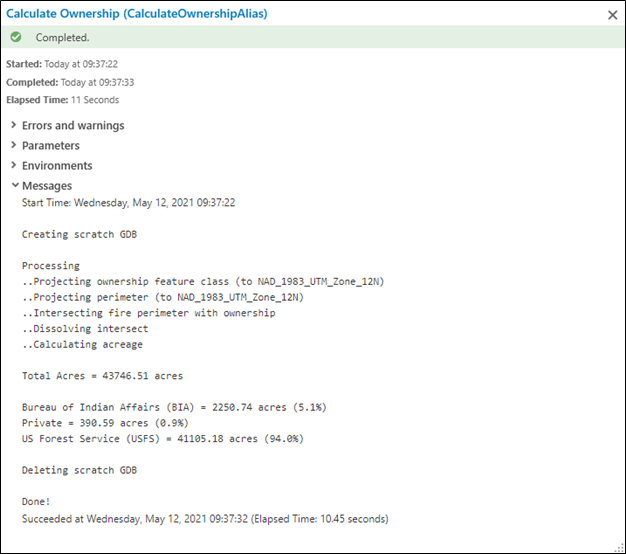 Calculate Ownership (CalculateOwnershipAlias)
Completed.
Started: Today at 09:37:22
Completed: Today at 09:37:33
Elapsed Time: 11 Seconds
Errors and warnings
Parameters
Environments
Messages
Start Time: Wednesday, May 12, 2021 09:37:22
Creating scratch GDB
Processing
..Projecting ownership feature class (to NAD_1983_UTM_Zone_12N)
..Projecting perimeter (to NAD_1983_UTM_Zone_12N)
..Intersecting fire perimeter with ownership
..Dissolving intersect
..Calculating acreage
Total Acres = 43746.51 acres
Bureau of Indian Affairs (BIA) = 2250.74 acres (5.1%)
Private = 390.59 acres (0.9%)
US Forest Service (USFS) = 41105.18 acres (94.0%)
Deleting scratch GDB
Done!
Succeeded at Wednesday, May 12, 2021 09:37:32 (Elapsed Time: 10.45 seconds)